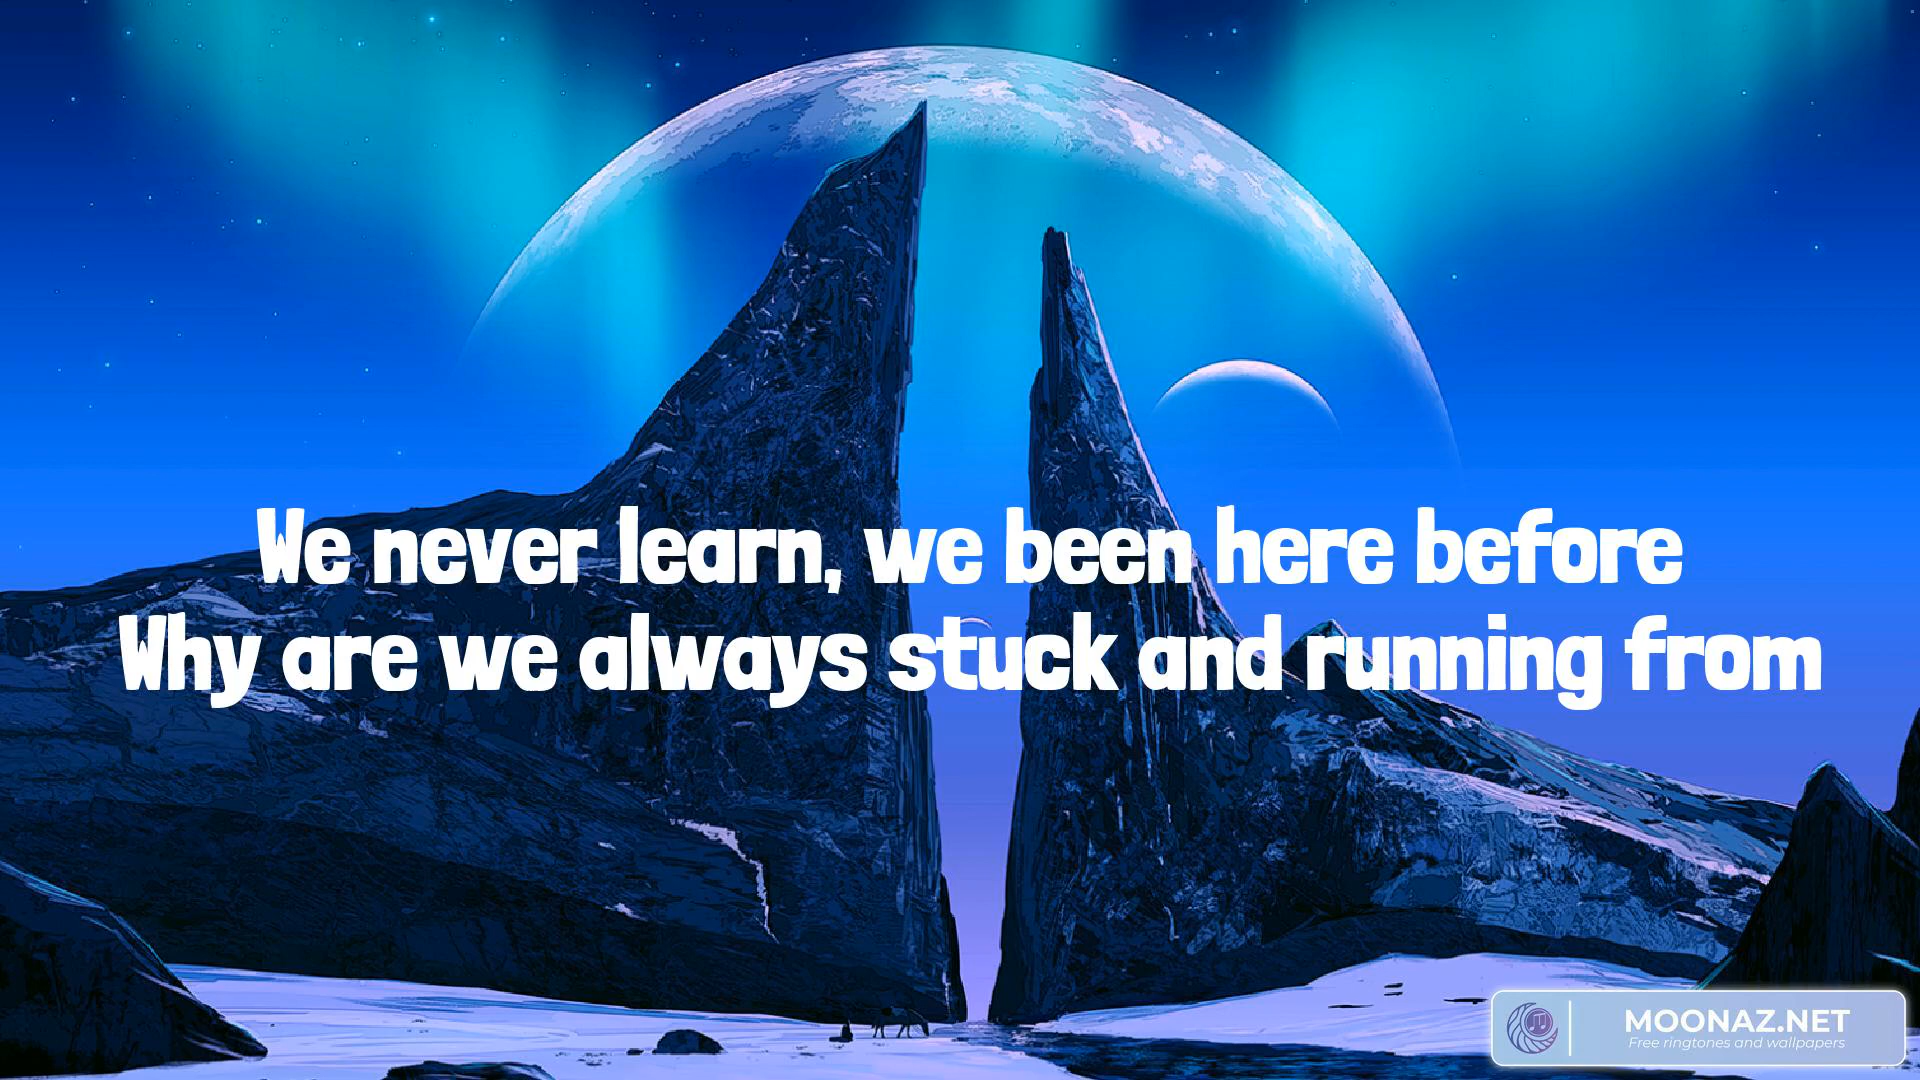 We never learn, we been here before
Why are we always stuck and running from
MOONAZ.NET
Free ringtones and wallpapers